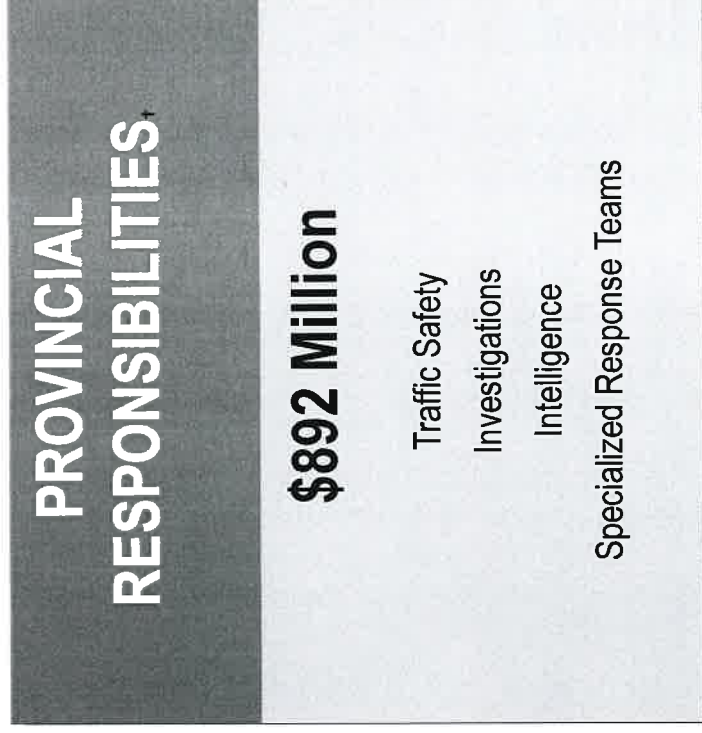 PROVINCIAL
RESPONSIBILITIES†
$892 Million
Traffic Safety
Investigations
Intelligence
Specialized Response Teams